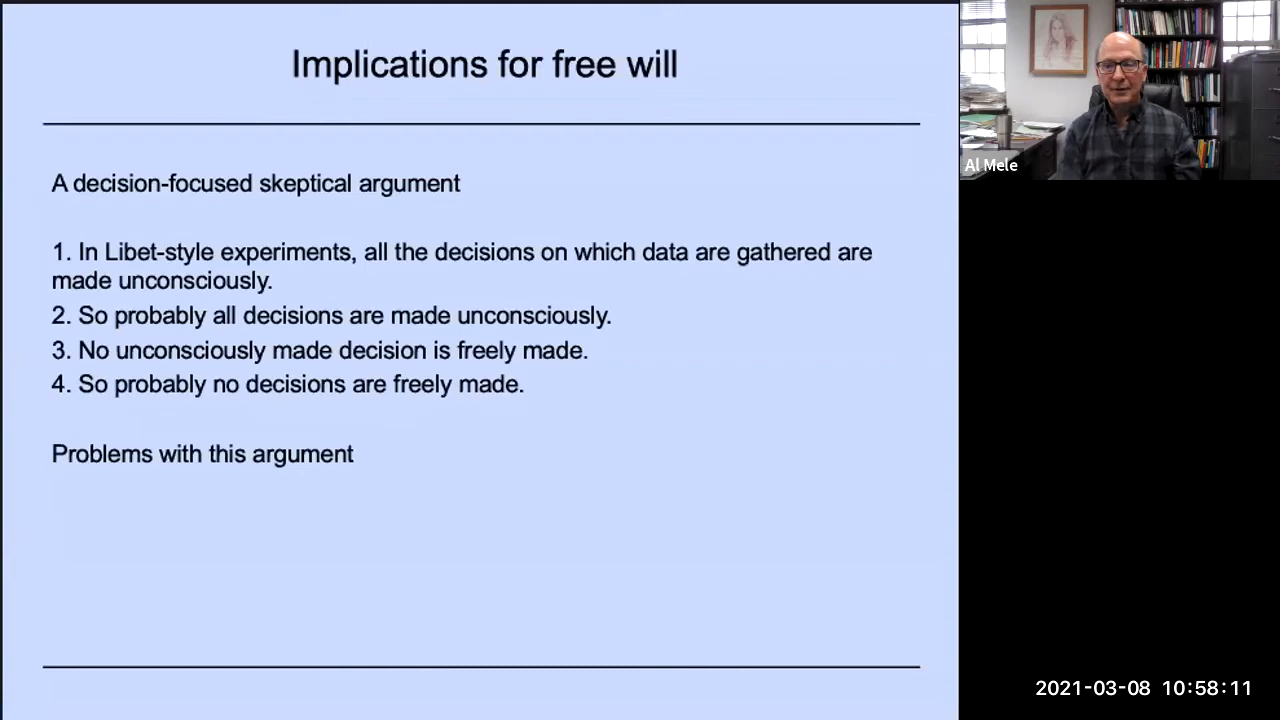 Implications for free will
A decision-focused skeptical argument
1. In Libet-style experiments, all the decisions on which data are gathered are
made unconsciously.
2. So probably all decisions are made unconsciously.
3. No unconsciously made decision is freely made.
4. So probably no decisions are freely made.
Problems with this argument
Al Mele
2021-03-08 10:58:11